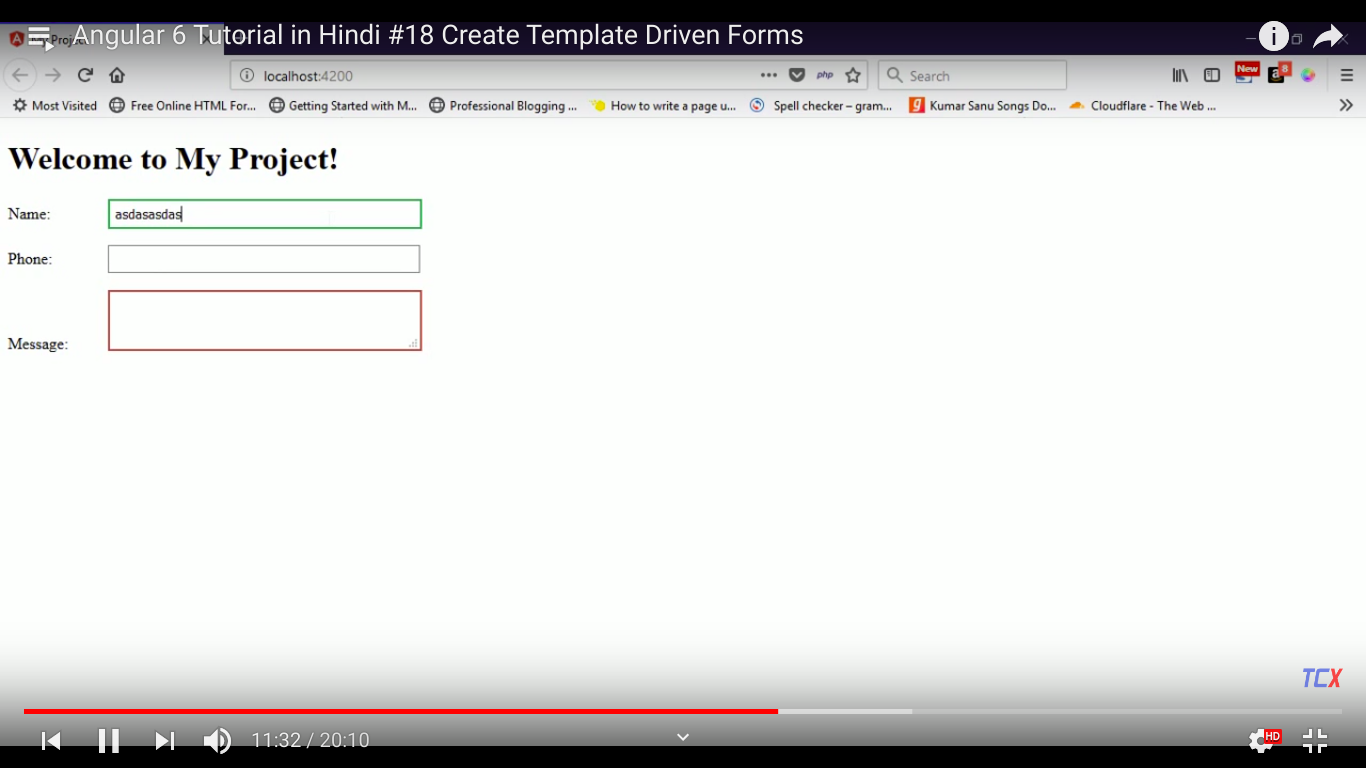 Angular 6 Tutorial in Hindi #18 Create Template Driven Forms
localhost:4200
php
Search
New
8
Most Visited
Free Online HTML For...
Getting Started with M...
Professional Blogging ...
How to write a page u...
Spell checker – gram...
Kumar Sanu Songs Do...
Cloudflare - The Web ...
Welcome to My Project!
Name:
asdasasdas
Phone:
Message:
TCX
11:32 / 20:10
HD